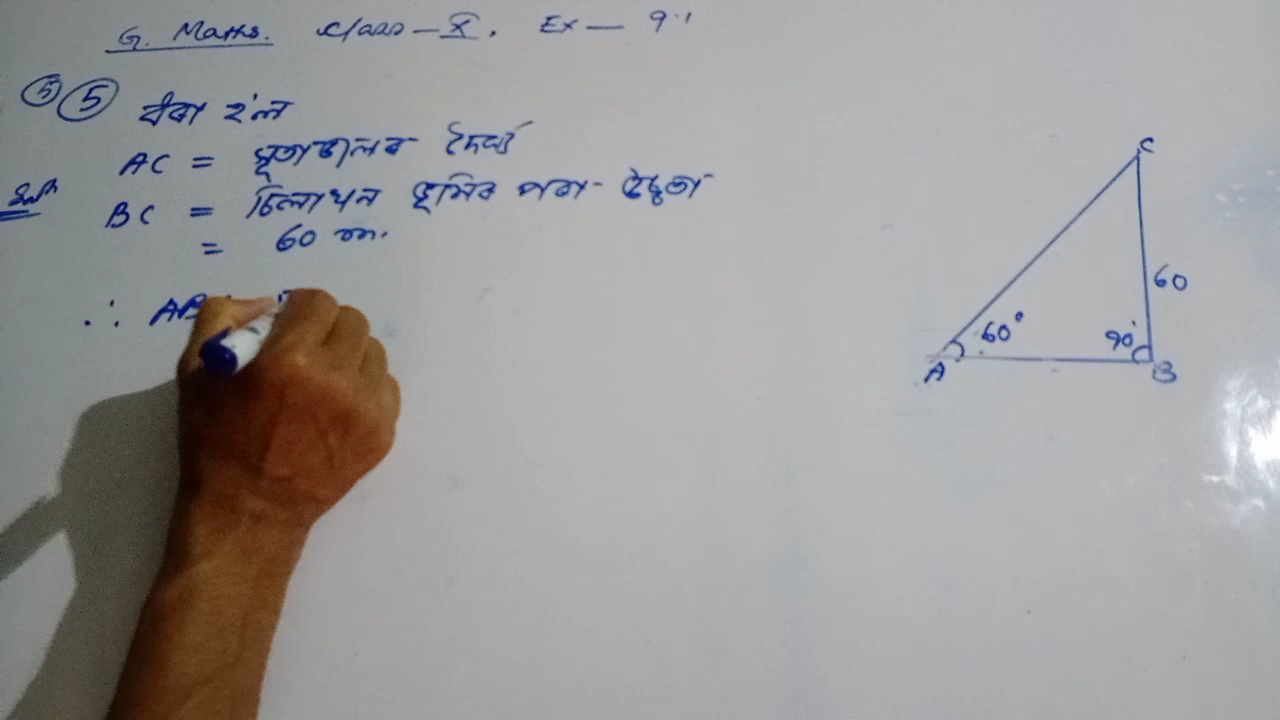 G. Maths. Class - X. Ex - 9.1
5 5 ধৰা হ'ল
AC = সূতাডালৰ দৈৰ্ঘ্য
Solⁿ
BC = চিলাখন ভূমিৰ পৰা উচ্চতা
= 60 মি.
∴ AB
C
60
60°
90°
A
B